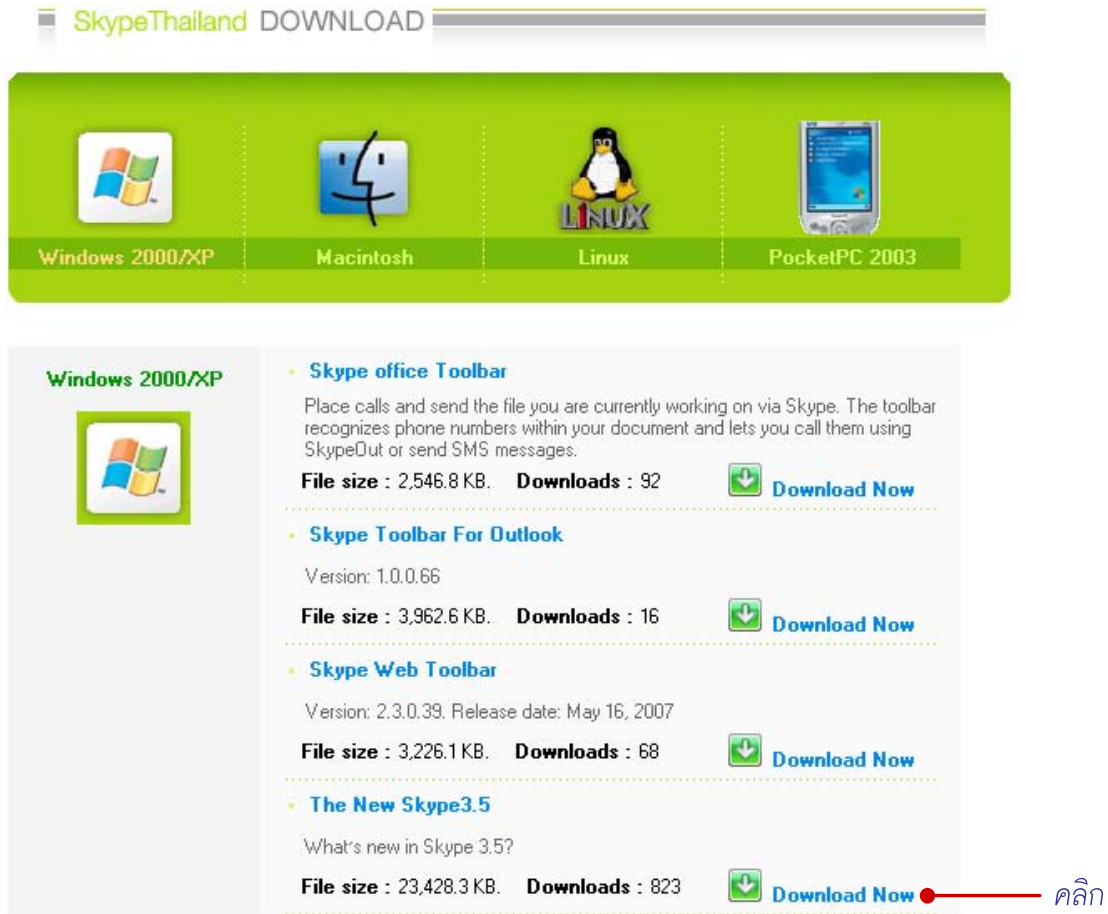 SkypeThailand DOWNLOAD
LINUX
Windows 2000/XP
Macintosh
Linux
PocketPC 2003
Windows 2000/XP
Skype office Toolbar
Place calls and send the file you are currently working on via Skype. The toolbar
recognizes phone numbers within your document and lets you call them using
SkypeOut or send SMS messages.
File size : 2,546.8 KB. Downloads : 92 Download Now
Skype Toolbar For Outlook
Version: 1.0.0.66
File size : 3,962.6 KB. Downloads : 16 Download Now
Skype Web Toolbar
Version: 2.3.0.39. Release date: May 16, 2007
File size : 3,226.1 KB. Downloads : 68 Download Now
The New Skype3.5
What's new in Skype 3.5?
File size : 23,428.3 KB. Downloads : 823 Download Now คลิก